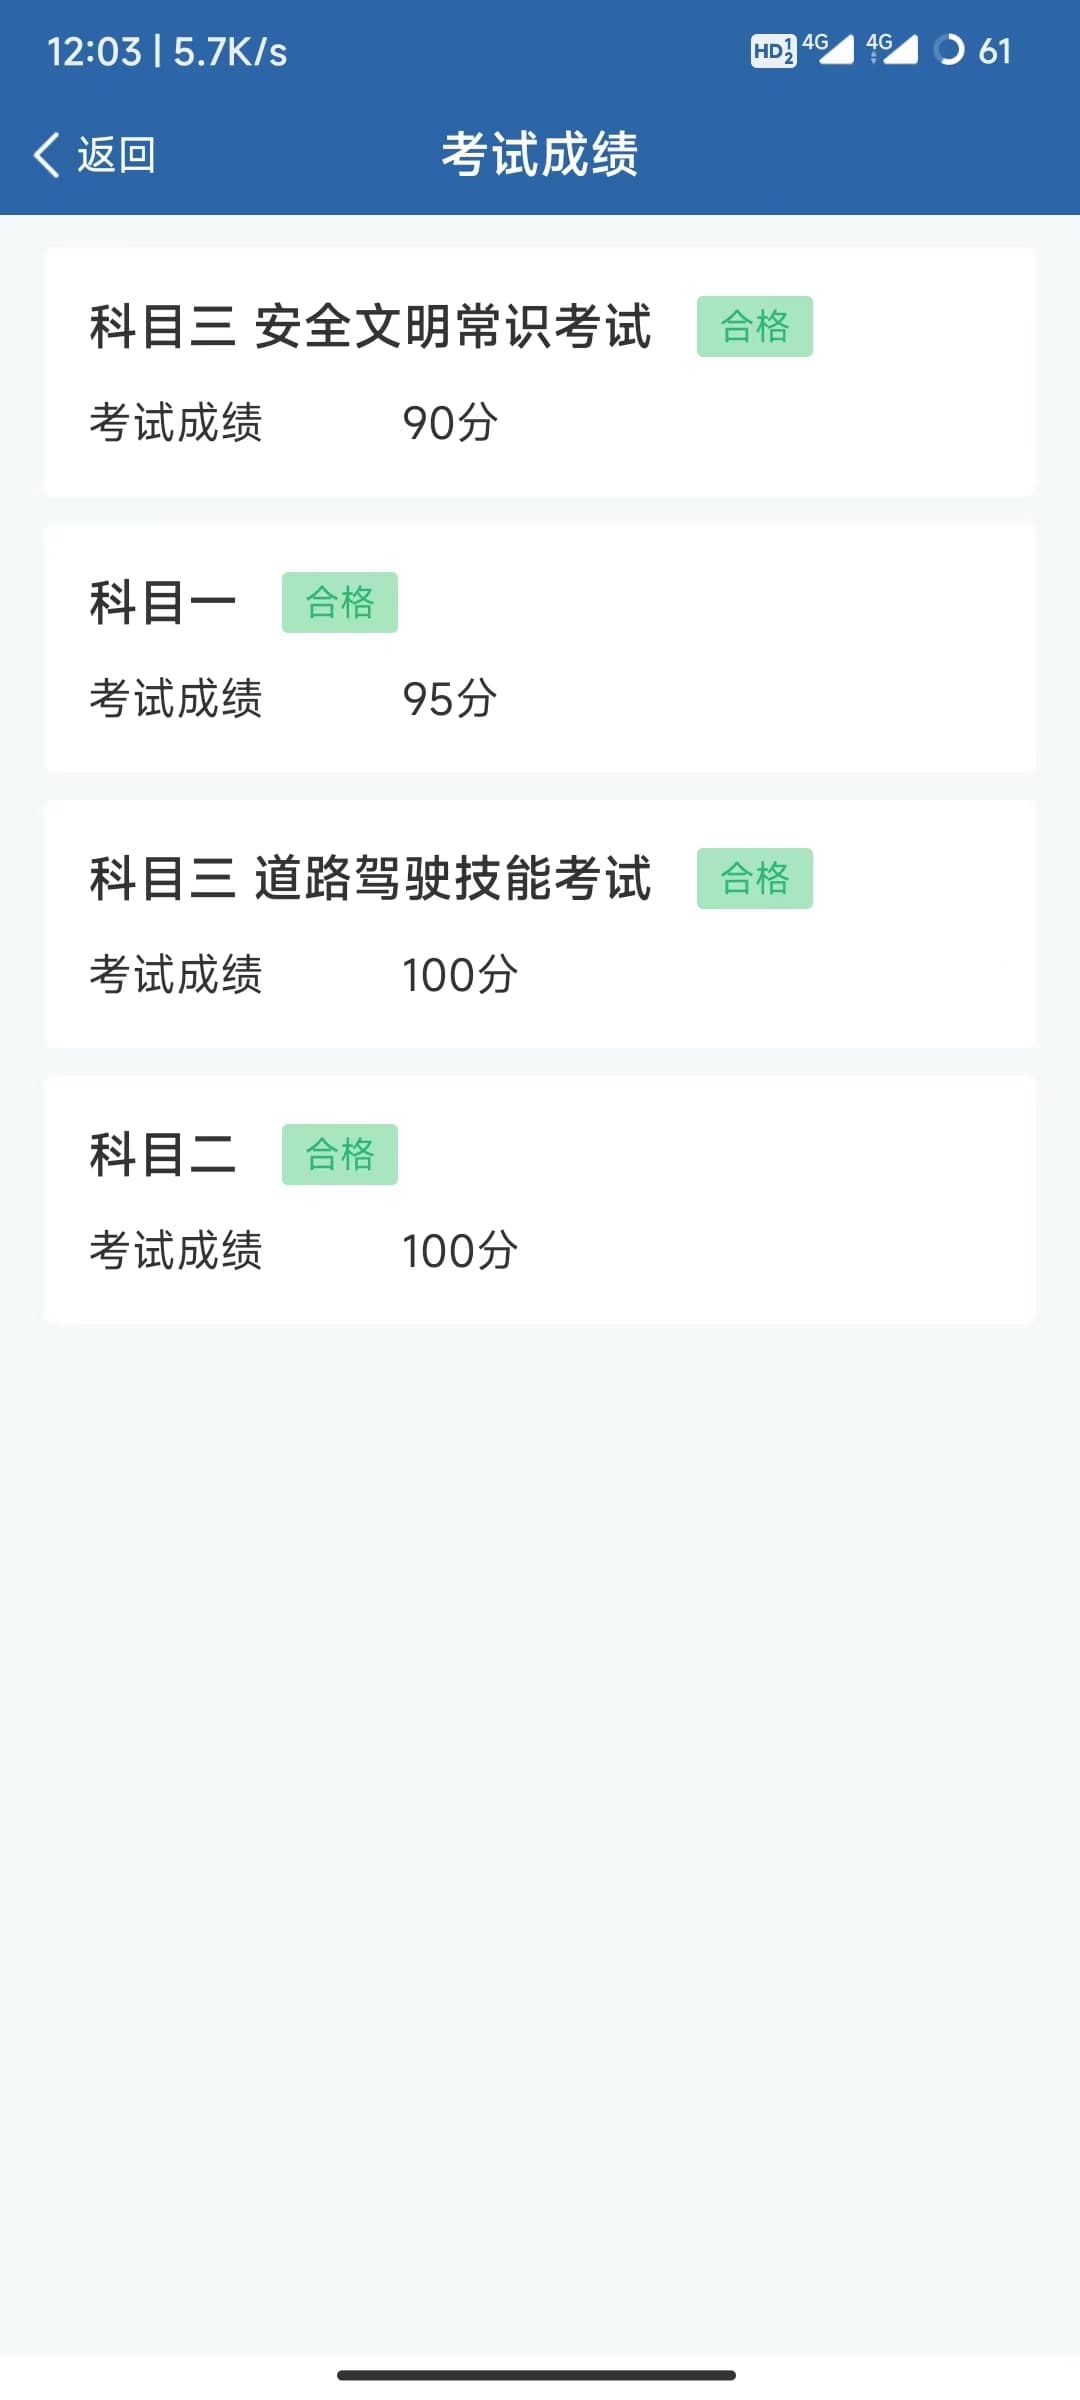 12:03 | 5.7K/s HD 1 2 4G 4G 61
返回 考试成绩
科目三 安全文明常识考试 合格
考试成绩 90分
科目一 合格
考试成绩 95分
科目三 道路驾驶技能考试 合格
考试成绩 100分
科目二 合格
考试成绩 100分